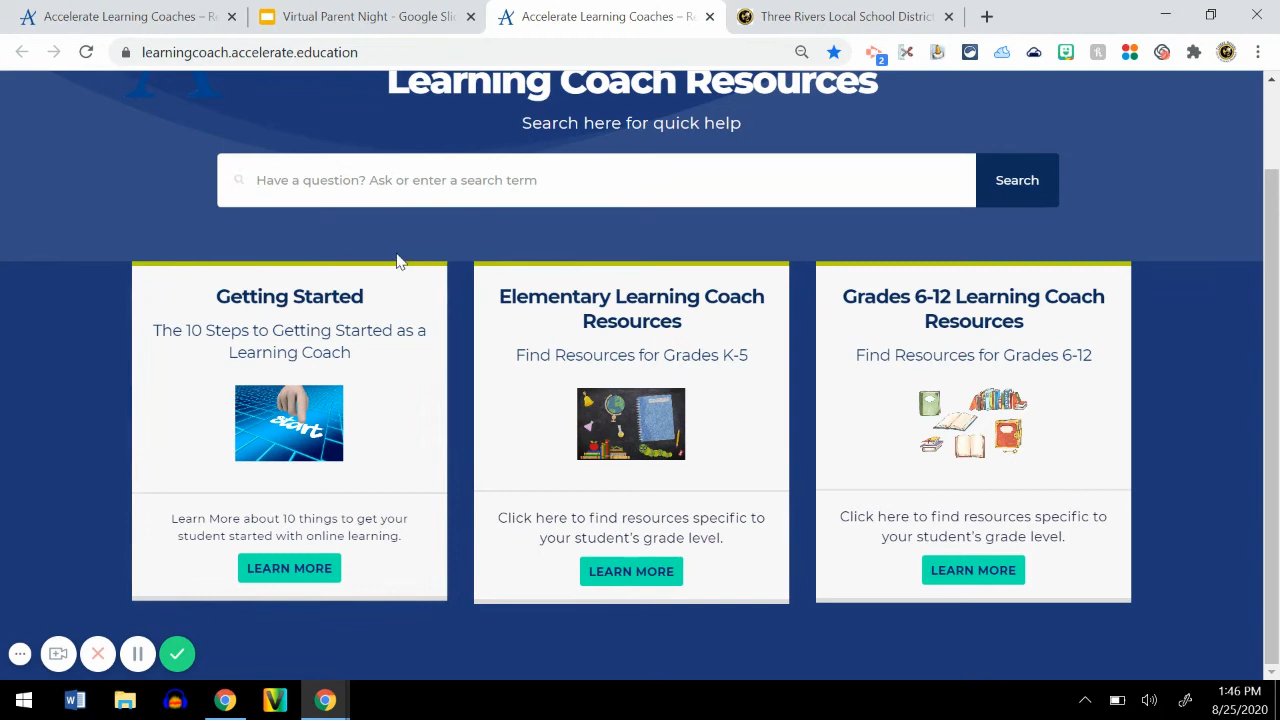 Accelerate Learning Coaches – Re
Virtual Parent Night - Google Slid
Accelerate Learning Coaches – Re
Three Rivers Local School District
learningcoach.accelerate.education
2
Learning Coach Resources
Search here for quick help
Have a question? Ask or enter a search term
Search
Getting Started
The 10 Steps to Getting Started as a
Learning Coach
start
Learn More about 10 things to get your
student started with online learning.
LEARN MORE
Elementary Learning Coach
Resources
Find Resources for Grades K-5
Click here to find resources specific to
your student's grade level.
LEARN MORE
Grades 6-12 Learning Coach
Resources
Find Resources for Grades 6-12
Click here to find resources specific to
your student's grade level.
LEARN MORE
1:46 PM
8/25/2020